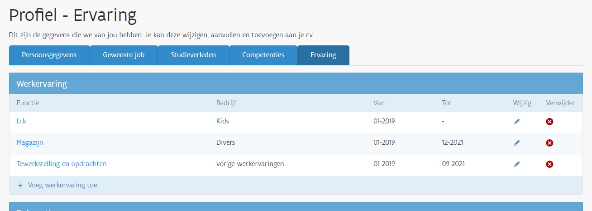 Profiel - Ervaring
Dit zijn de gegevens die we van jou hebben. Je kan deze wijzigen, aanvullen en toevoegen aan je cv
Persoonsgegevens Gewenste job Studieverleden Competenties Ervaring
Werkervaring
Functie Bedrijf Van Tot Wijzig Verwijder
Kids 01-2019 -
Magazijn Divers 01-2019 12-2021
Tewerkstelling en opdrachten vorige werkervaringen 01-2019 09-2021
+ Voeg werkervaring toe